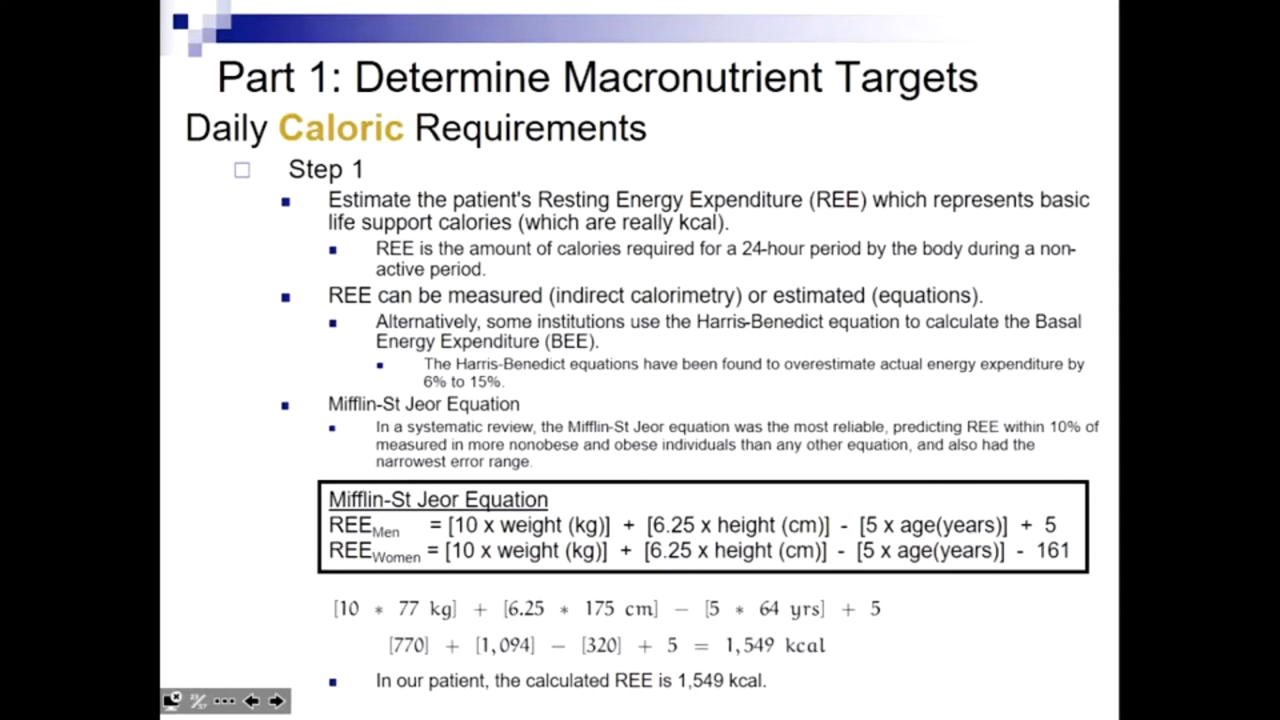 Part 1: Determine Macronutrient Targets
Daily Caloric Requirements
Step 1
Estimate the patient's Resting Energy Expenditure (REE) which represents basic
life support calories (which are really kcal).
REE is the amount of calories required for a 24-hour period by the body during a non-
active period.
REE can be measured (indirect calorimetry) or estimated (equations).
Alternatively, some institutions use the Harris-Benedict equation to calculate the Basal
Energy Expenditure (BEE).
The Harris-Benedict equations have been found to overestimate actual energy expenditure by
6% to 15%.
Mifflin-St Jeor Equation
In a systematic review, the Mifflin-St Jeor equation was the most reliable, predicting REE within 10% of
measured in more nonobese and obese individuals than any other equation, and also had the
narrowest error range.
Mifflin-St Jeor Equation
REE Men = [10 x weight (kg)] + [6.25 x height (cm)] - [5 x age(years)] + 5
REE Women = [10 x weight (kg)] + [6.25 x height (cm)] - [5 x age(years)] - 161
[10 * 77 kg] + [6.25 * 175 cm] − [5 * 64 yrs] + 5
[770] + [1,094] − [320] + 5 = 1,549 kcal
In our patient, the calculated REE is 1,549 kcal.